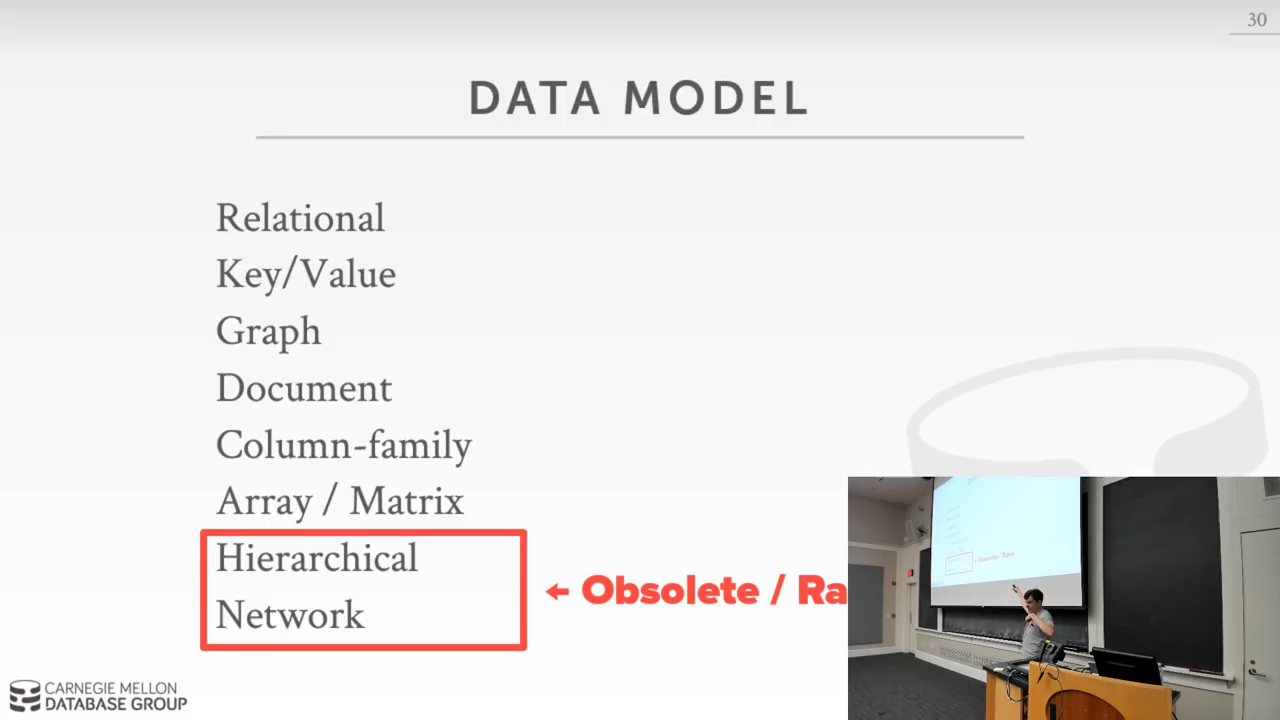 30
DATA MODEL
Relational
Key/Value
Graph
Document
Column-family
Array / Matrix
Hierarchical
Network
← Obsolete / Ra
CARNEGIE MELLON
DATABASE GROUP